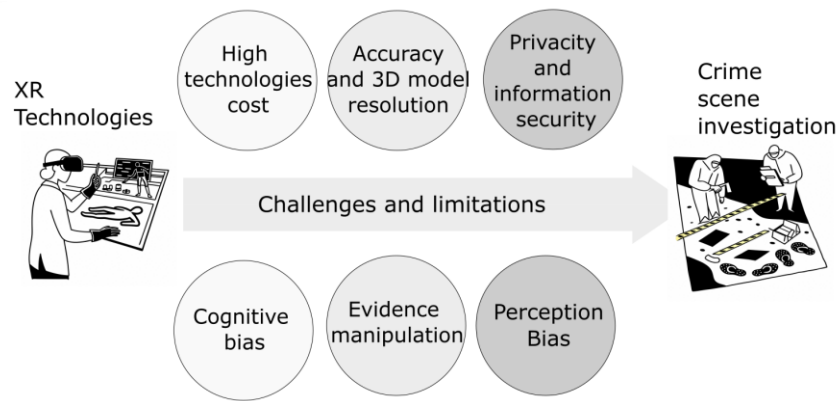 XR
Technologies
High
technologies
cost
Accuracy
and 3D model
resolution
Privacity
and
information
security
Crime
scene
investigation
Challenges and limitations
Cognitive
bias
Evidence
manipulation
Perception
Bias